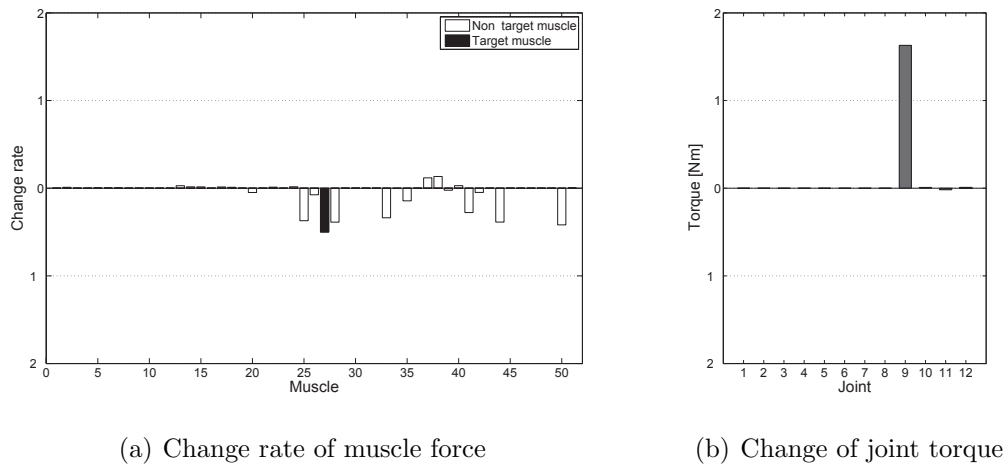 2
1
0
1
2
Change rate
Non target muscle
Target muscle
0 5 10 15 20 25 30 35 40 45 50
Muscle
(a) Change rate of muscle force
2
1
0
1
2
Torque [Nm]
1 2 3 4 5 6 7 8 9 10 11 12
Joint
(b) Change of joint torque